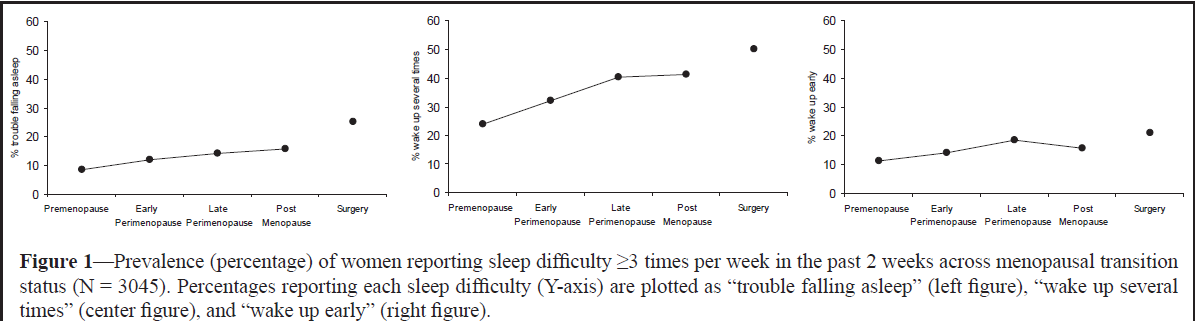 60
50
40
30
20
10
0
% trouble falling asleep
Premenopause Early Late Post Surgery
Perimenopause Perimenopause Menopause
60
50
40
30
20
10
0
% wake up several times
Premenopause Early Late Post Surgery
Perimenopause Perimenopause Menopause
60
50
40
30
20
10
0
% wake up early
Premenopause Early Late Post Surgery
Perimenopause Perimenopause Menopause
Figure 1—Prevalence (percentage) of women reporting sleep difficulty ≥3 times per week in the past 2 weeks across menopausal transition
status (N = 3045). Percentages reporting each sleep difficulty (Y-axis) are plotted as “trouble falling asleep” (left figure), “wake up several
times” (center figure), and “wake up early” (right figure).